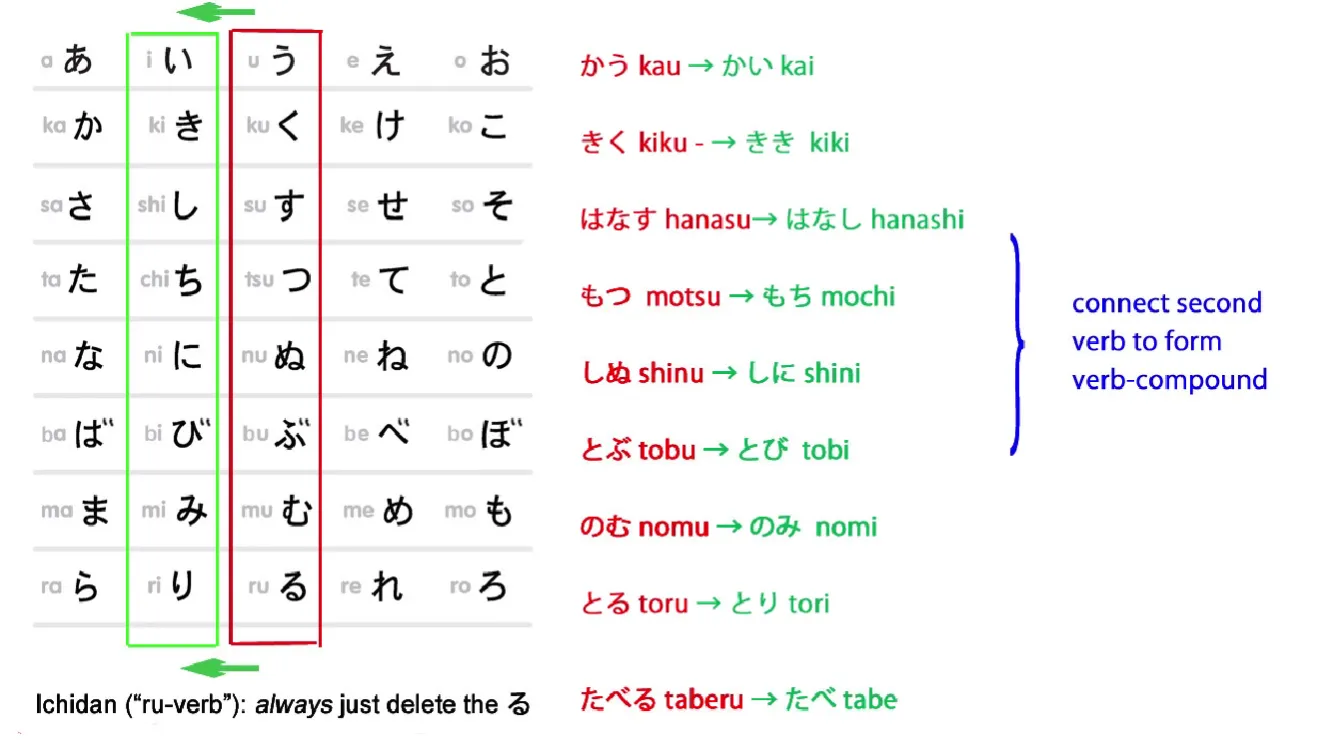 a あ i い u う e え o お
ka か ki き ku く ke け ko こ
sa さ shi し su す se せ so そ
ta た chi ち tsu つ te て to と
na な ni に nu ぬ ne ね no の
ba ば bi び bu ぶ be べ bo ぼ
ma ま mi み mu む me め mo も
ra ら ri り ru る re れ ro ろ
Ichidan (“ru-verb”): always just delete the る
かう kau → かい kai
きく kiku - → きき kiki
はなす hanasu → はなし hanashi
もつ motsu → もち mochi
しぬ shinu → しに shini
とぶ tobu → とび tobi
のむ nomu → のみ nomi
とる toru → とり tori
たべる taberu → たべ tabe
connect second
verb to form
verb-compound